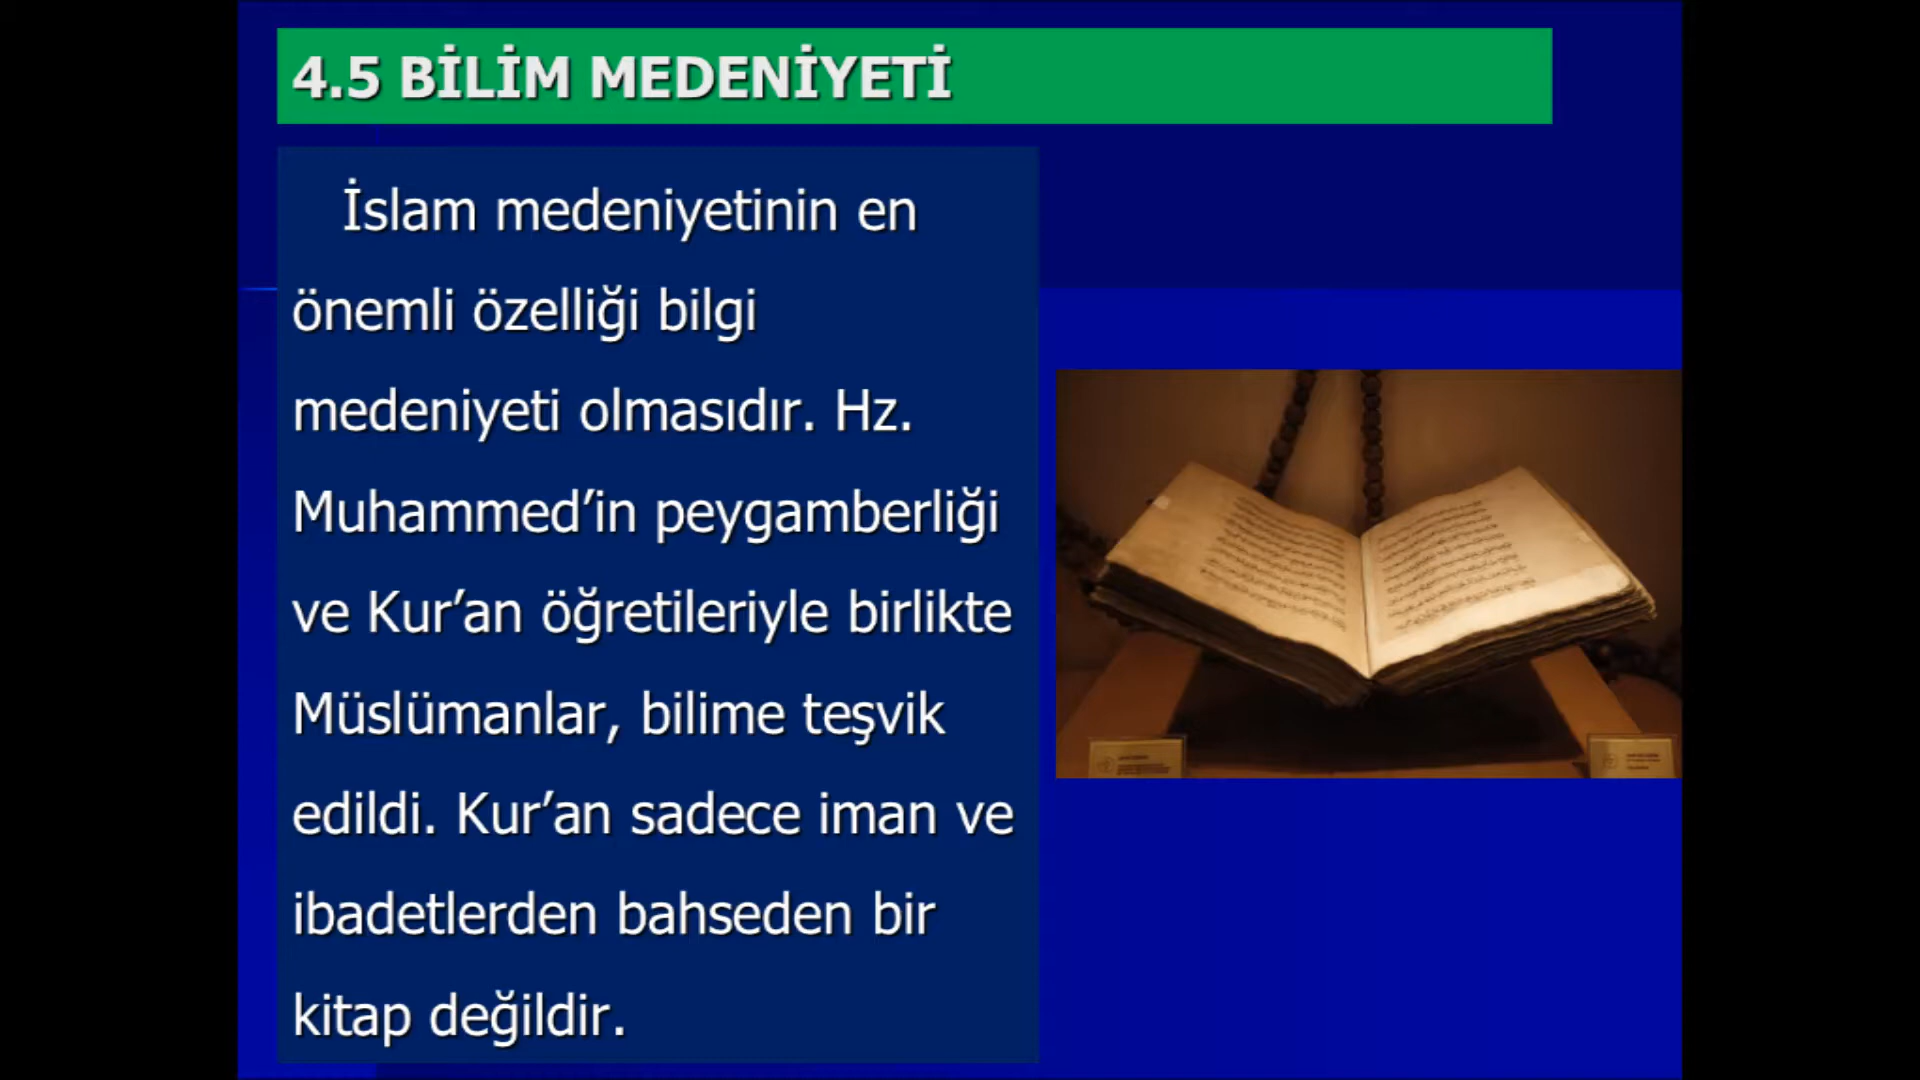 4.5 BİLİM MEDENİYETİ
İslam medeniyetinin en
önemli özelliği bilgi
medeniyeti olmasıdır. Hz.
Muhammed’in peygamberliği
ve Kur’an öğretileriyle birlikte
Müslümanlar, bilime teşvik
edildi. Kur’an sadece iman ve
ibadetlerden bahseden bir
kitap değildir.